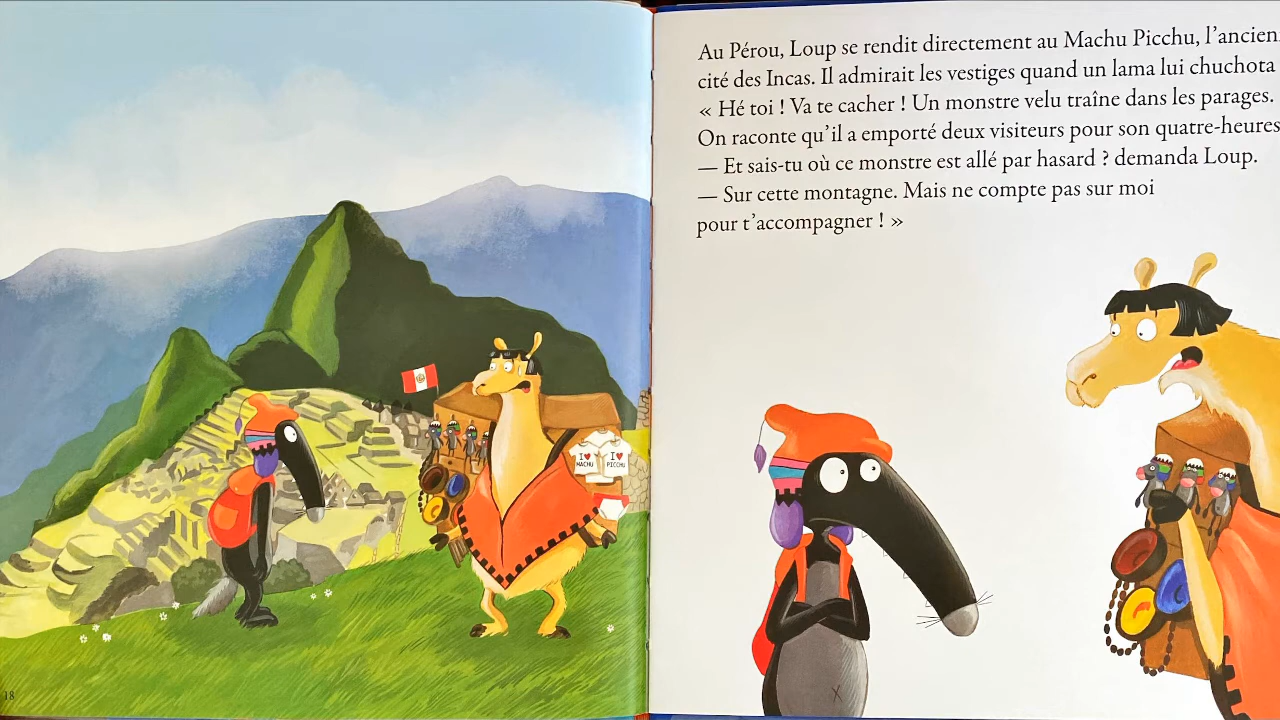 I ♥ MACHU
I ♥ PICCHU
18
Au Pérou, Loup se rendit directement au Machu Picchu, l'ancien
cité des Incas. Il admirait les vestiges quand un lama lui chuchota
« Hé toi ! Va te cacher ! Un monstre velu traîne dans les parages.
On raconte qu'il a emporté deux visiteurs pour son quatre-heures
— Et sais-tu où ce monstre est allé par hasard ? demanda Loup.
— Sur cette montagne. Mais ne compte pas sur moi
pour t'accompagner ! »